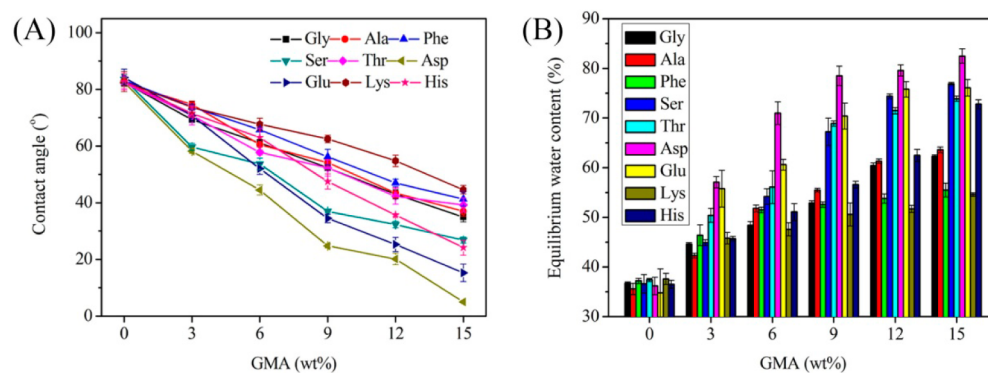 (A)
100
80
60
40
20
0
Contact angle (°)
Gly Ala Phe
Ser Thr Asp
Glu Lys His
0 3 6 9 12 15
GMA (wt%)
(B)
90
80
70
60
50
40
30
Equilibrium water content (%)
Gly
Ala
Phe
Ser
Thr
Asp
Glu
Lys
His
0 3 6 9 12 15
GMA (wt%)